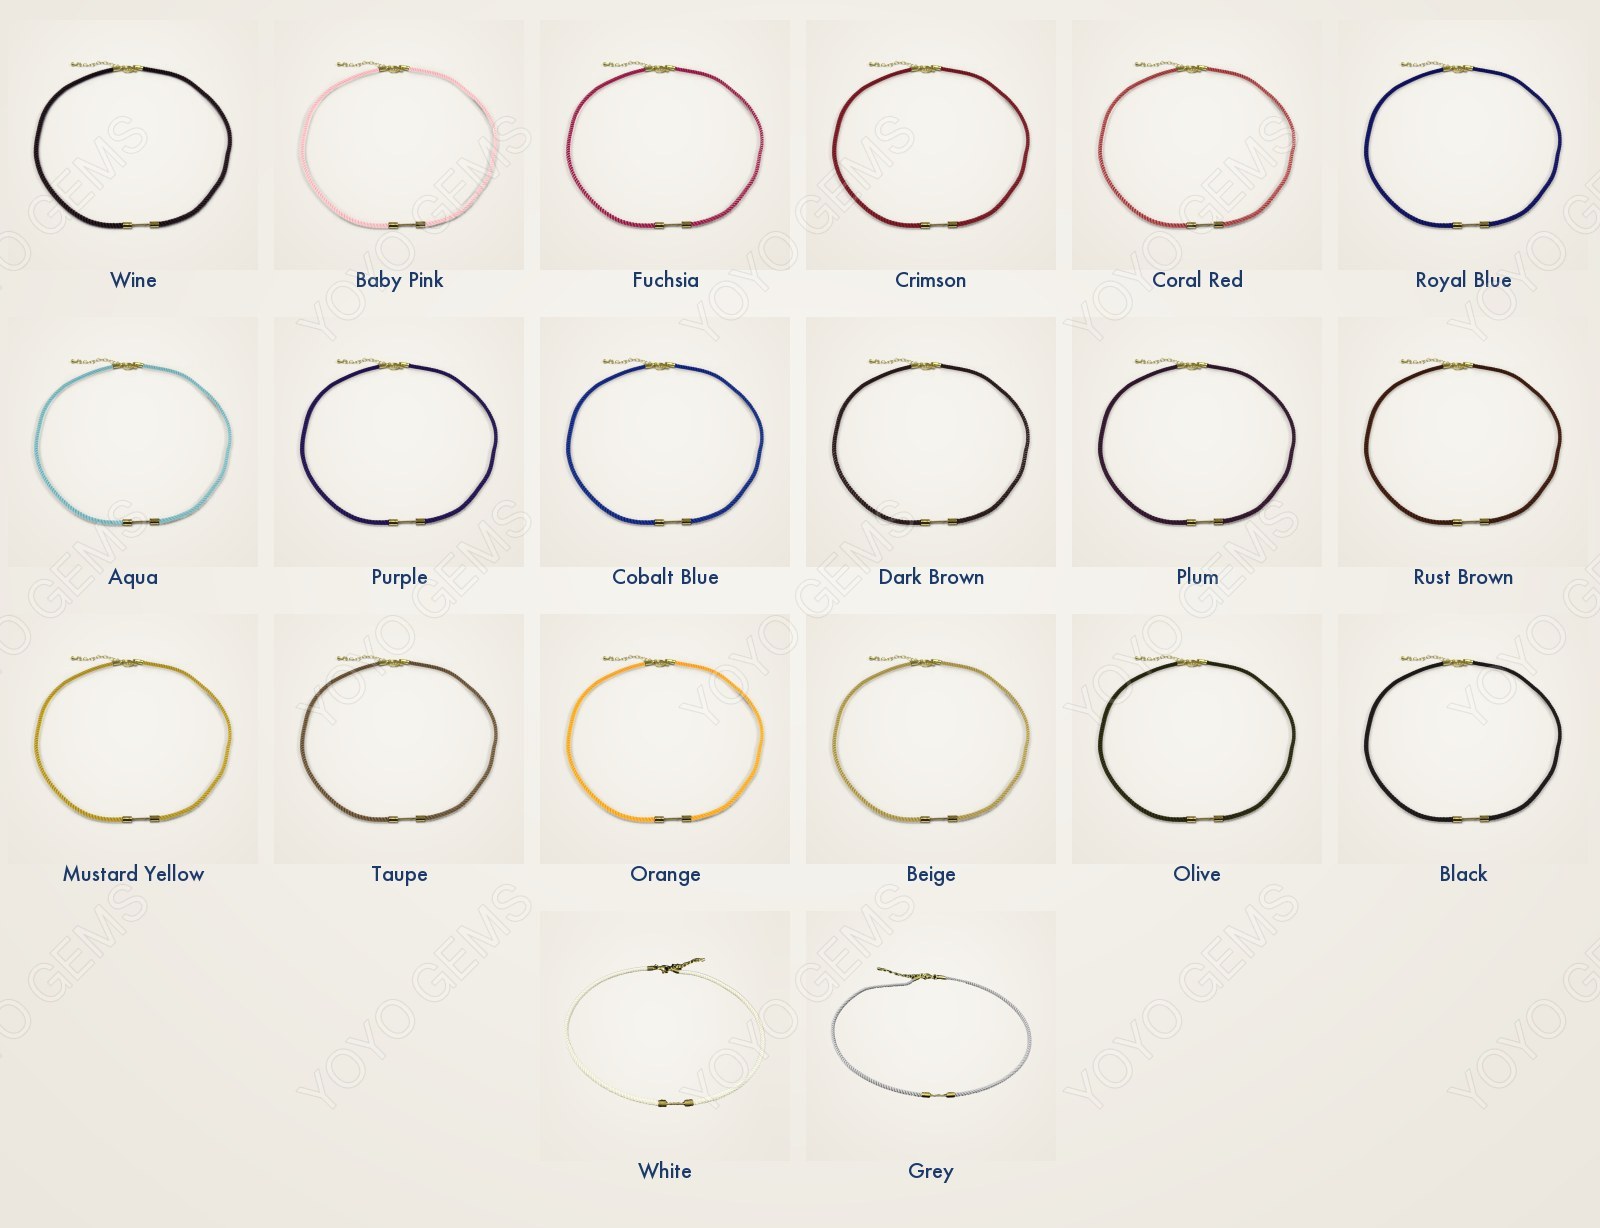 Wine
Baby Pink
Fuchsia
Crimson
Coral Red
Royal Blue
Aqua
Purple
Cobalt Blue
Dark Brown
Plum
Rust Brown
Mustard Yellow
Taupe
Orange
Beige
Olive
Black
White
Grey
YOYO GEMS